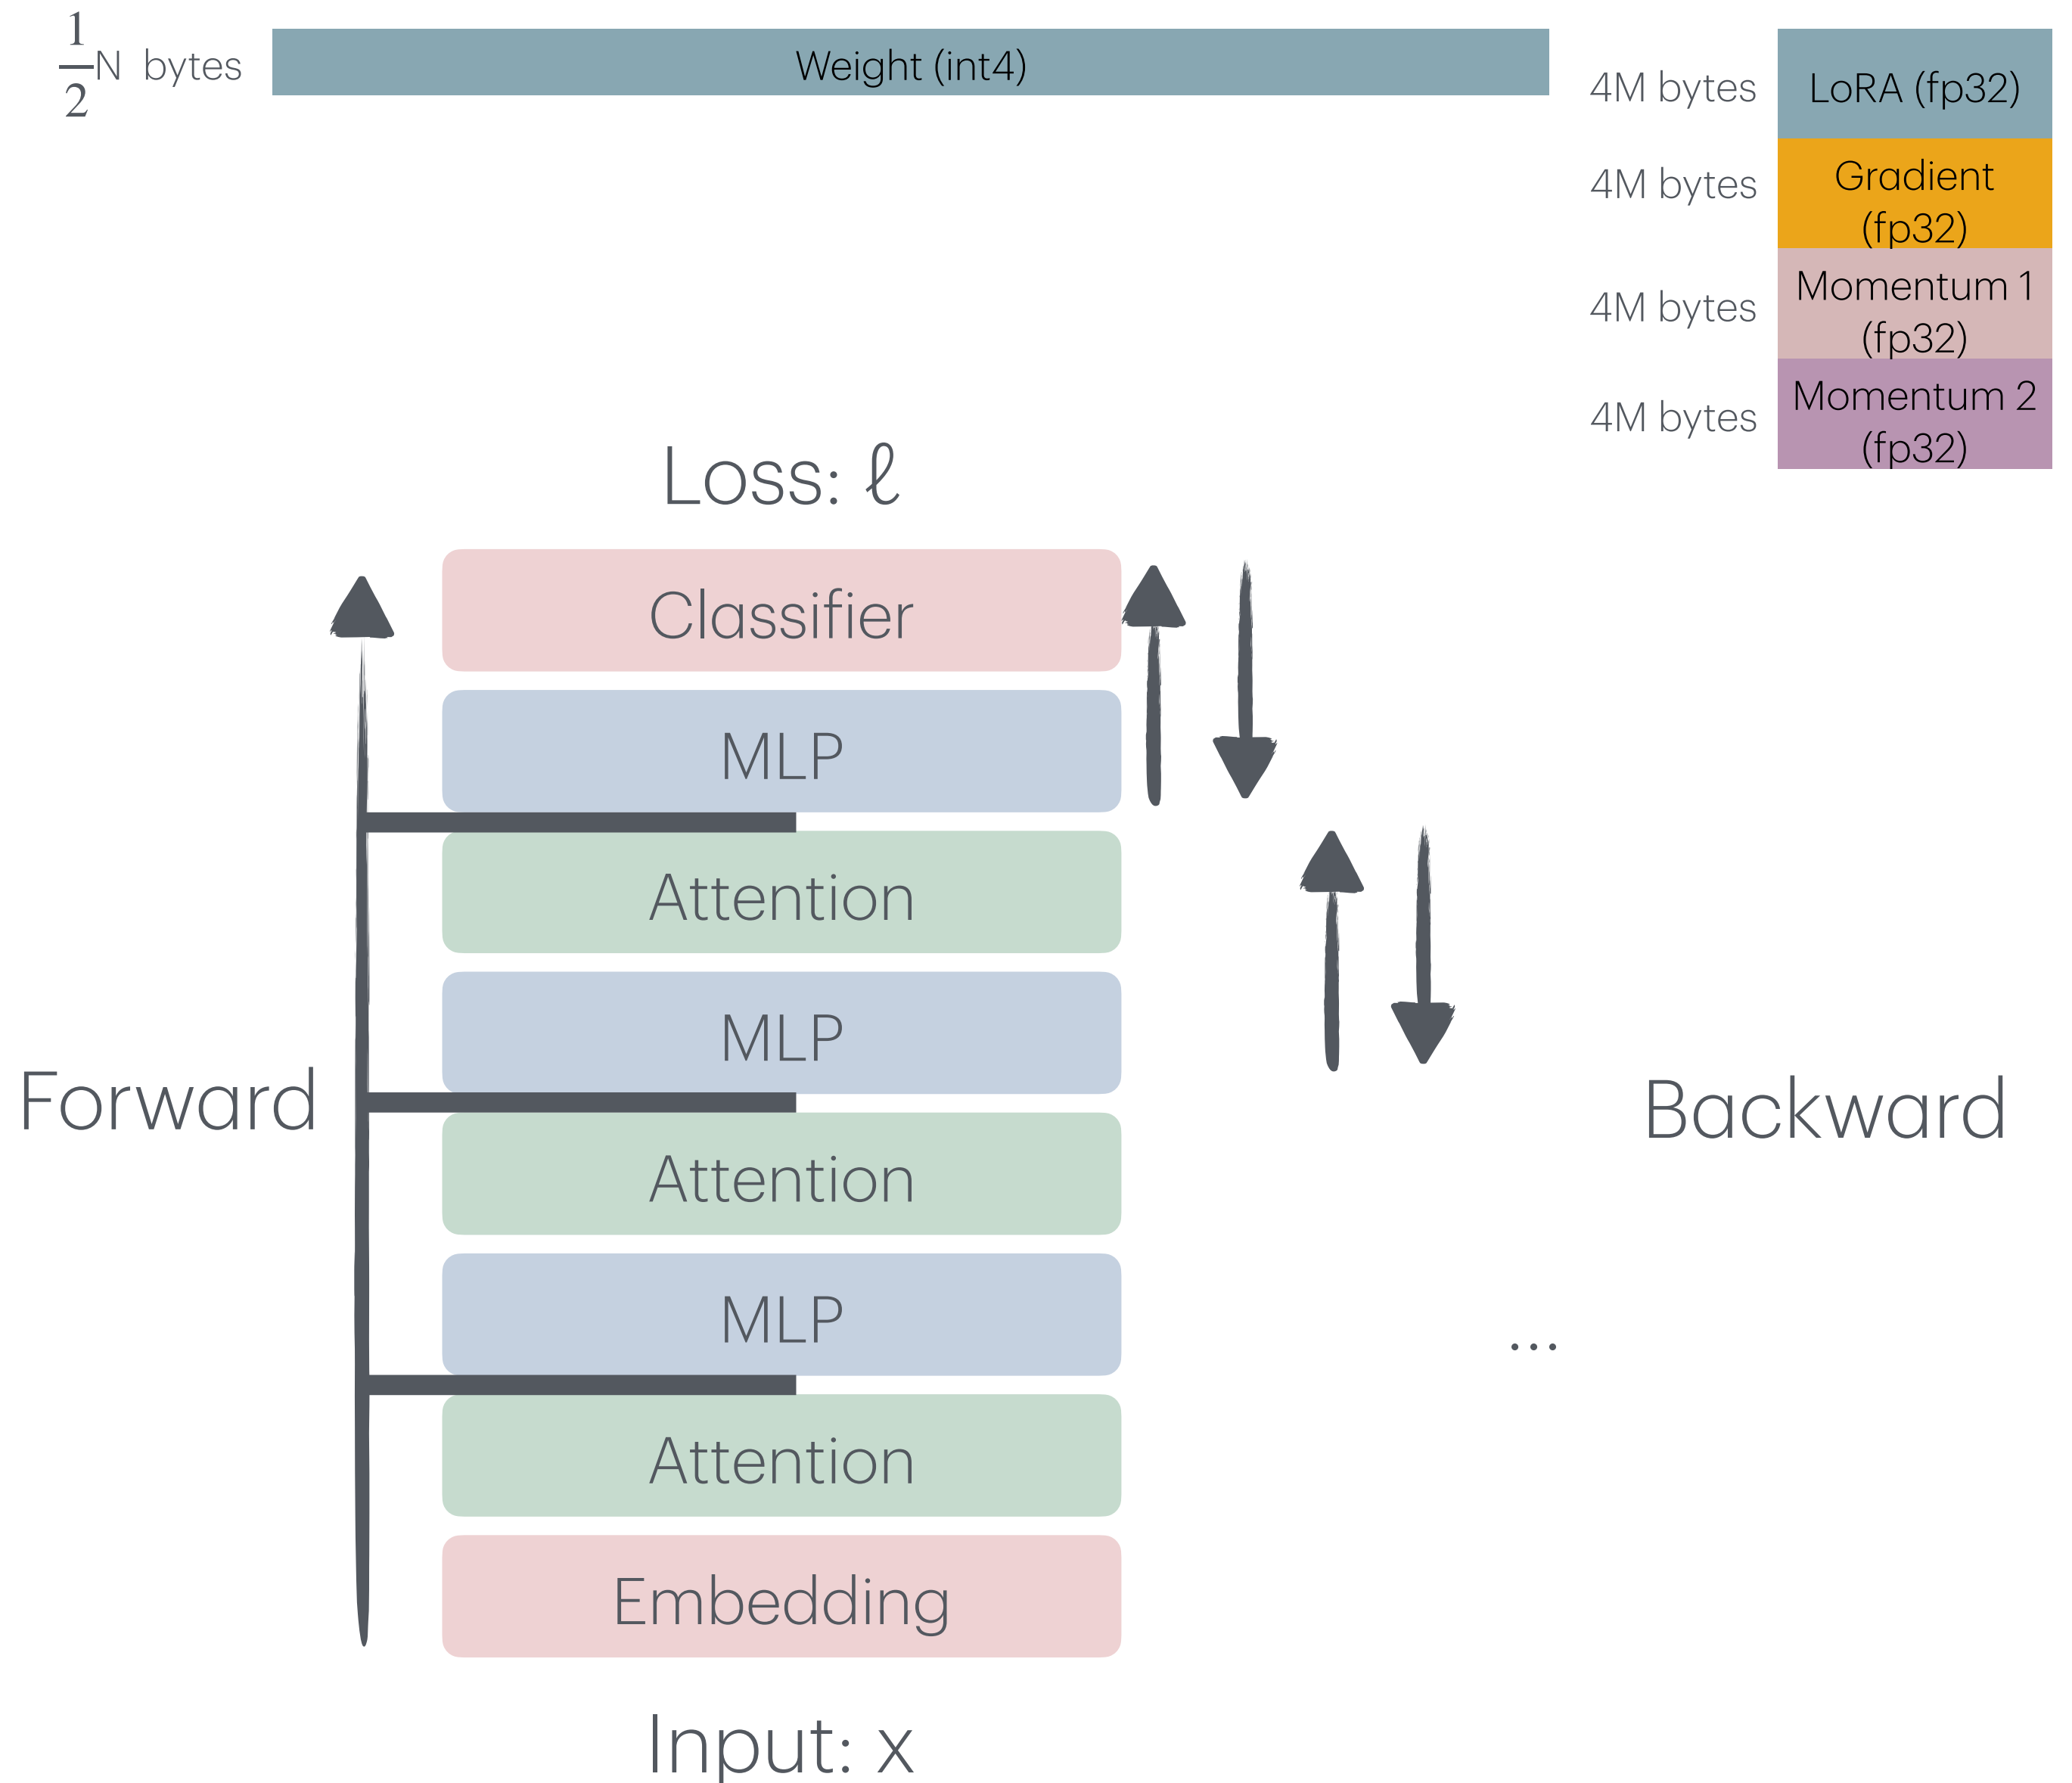 1/2 N bytes
Weight (int4)
4M bytes
LoRA (fp32)
4M bytes
Gradient
(fp32)
4M bytes
Momentum 1
(fp32)
4M bytes
Momentum 2
(fp32)
Loss: ℓ
Classifier
MLP
Attention
MLP
Forward
Backward
Attention
MLP
...
Attention
Embedding
Input: x